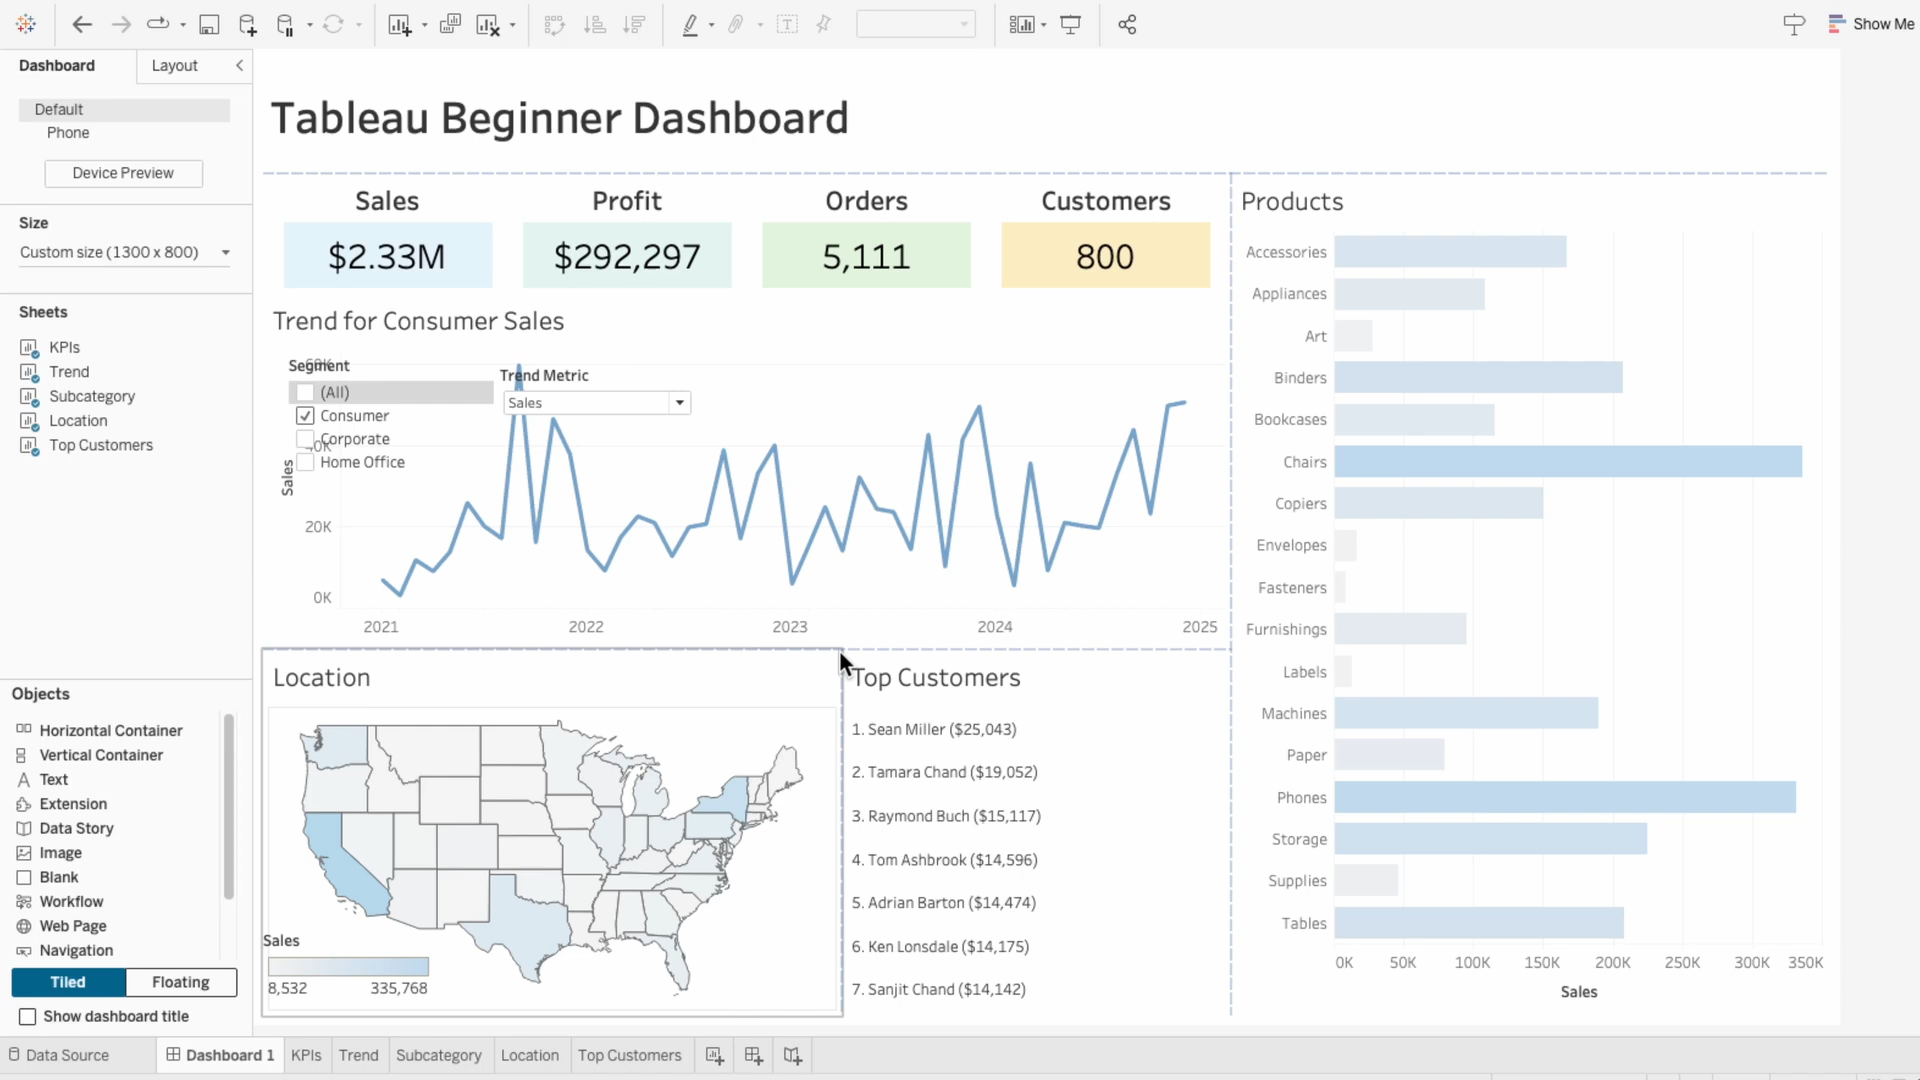 Show Me
Dashboard
Layout
Default
Phone
Device Preview
Size
Custom size (1300 x 800)
Sheets
KPIs
Trend
Subcategory
Location
Top Customers
Objects
Horizontal Container
Vertical Container
Text
Extension
Data Story
Image
Blank
Workflow
Web Page
Navigation
Tiled
Floating
Show dashboard title
Tableau Beginner Dashboard
Sales
Profit
Orders
Customers
$2.33M
$292,297
5,111
800
Trend for Consumer Sales
Segment
(All)
Consumer
Corporate
Home Office
Trend Metric
Sales
Sales
60K
40K
20K
0K
2021
2022
2023
2024
2025
Location
Sales
8,532
335,768
Top Customers
1. Sean Miller ($25,043)
2. Tamara Chand ($19,052)
3. Raymond Buch ($15,117)
4. Tom Ashbrook ($14,596)
5. Adrian Barton ($14,474)
6. Ken Lonsdale ($14,175)
7. Sanjit Chand ($14,142)
Products
Accessories
Appliances
Art
Binders
Bookcases
Chairs
Copiers
Envelopes
Fasteners
Furnishings
Labels
Machines
Paper
Phones
Storage
Supplies
Tables
0K
50K
100K
150K
200K
250K
300K
350K
Sales
Data Source
Dashboard 1
KPIs
Trend
Subcategory
Location
Top Customers